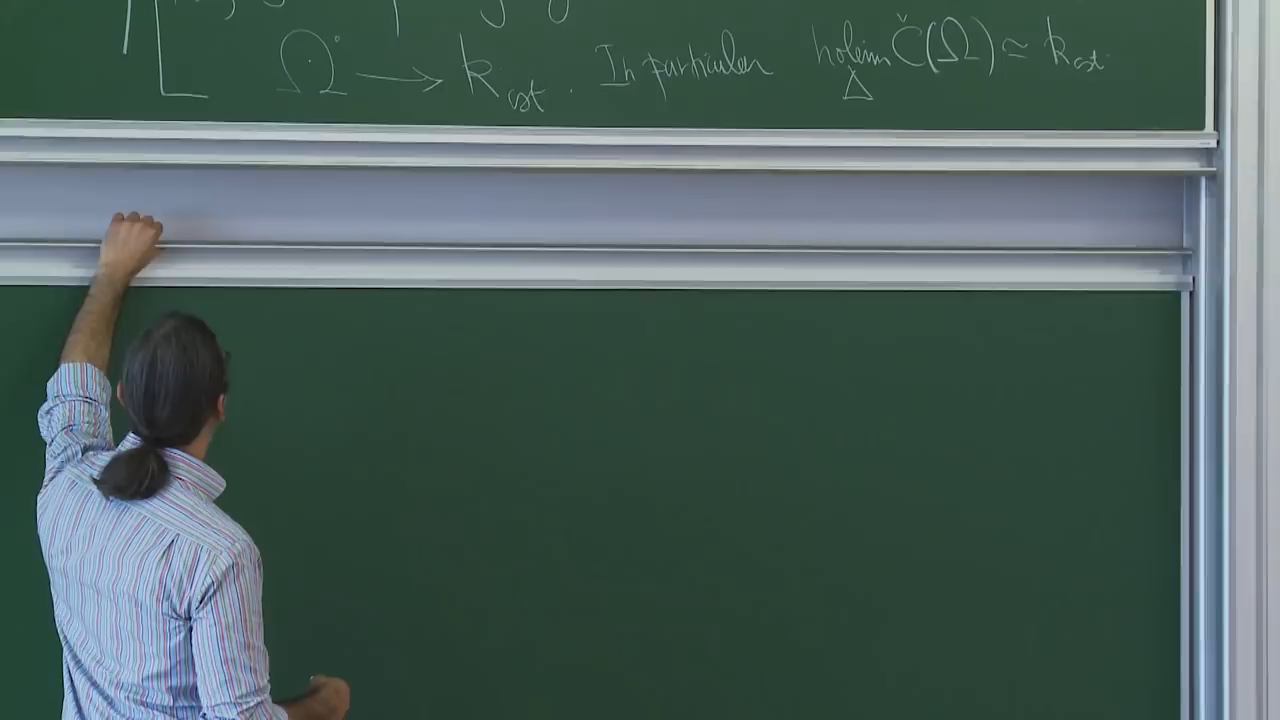 Ω° → k_cst. In particular holim_Δ Č(Ω) ≃ k_cst.